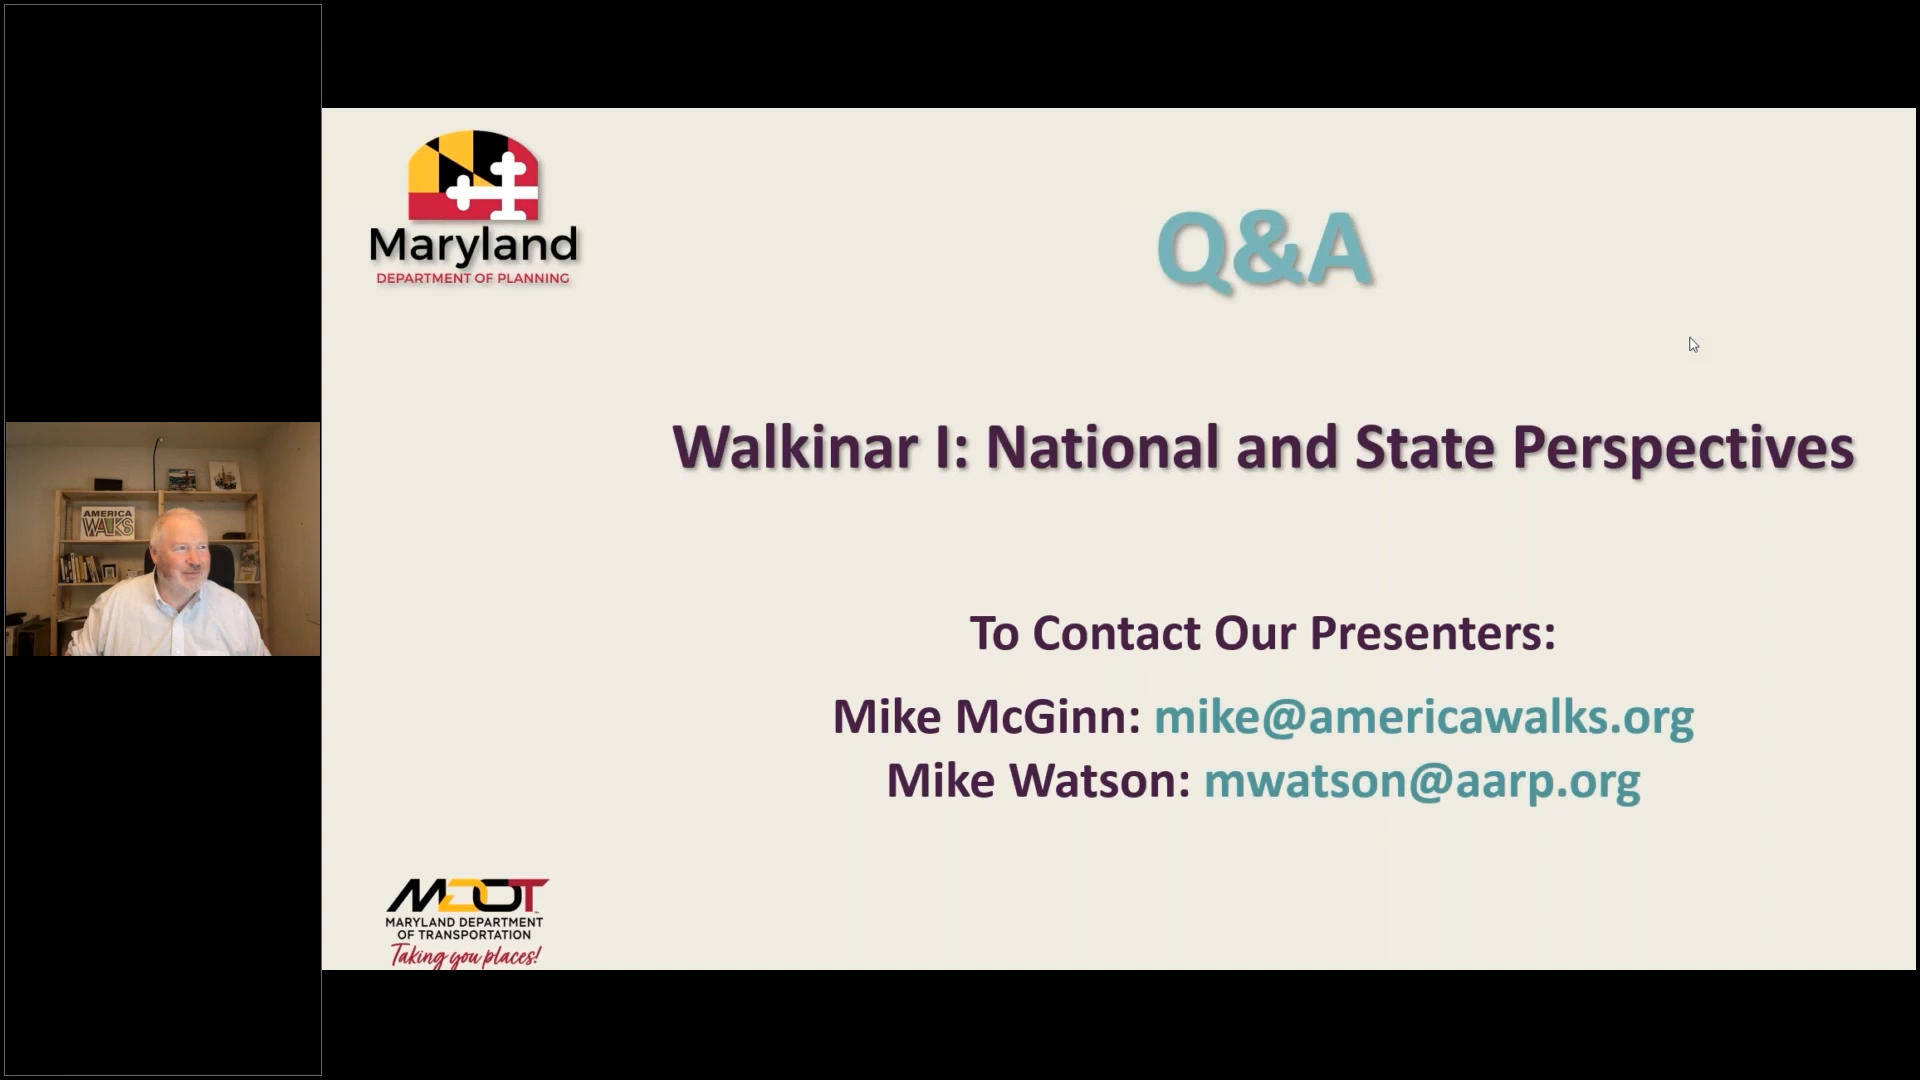 Maryland
DEPARTMENT OF PLANNING
Q&A
Walkinar I: National and State Perspectives
To Contact Our Presenters:
Mike McGinn: mike@americawalks.org
Mike Watson: mwatson@aarp.org
MDOT
MARYLAND DEPARTMENT
OF TRANSPORTATION
Taking you places!
AMERICA
WALKS